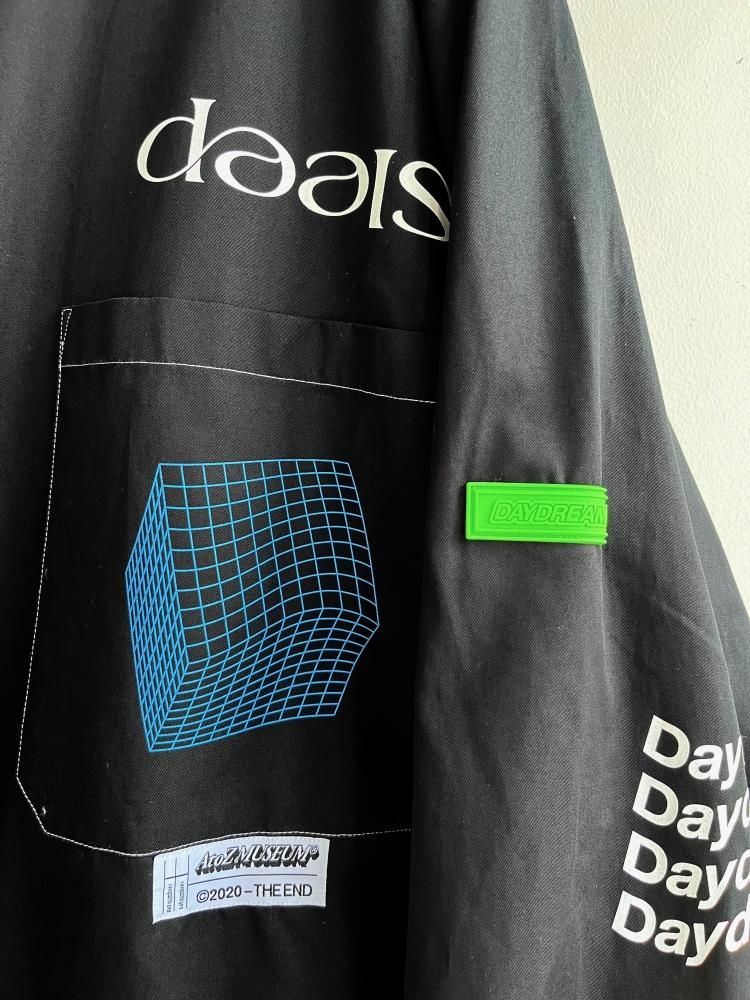 Sleep
DAYDREAM
AtoZ MUSEUM©
©2020-THE END
Day
Dayd
Dayd
Dayd